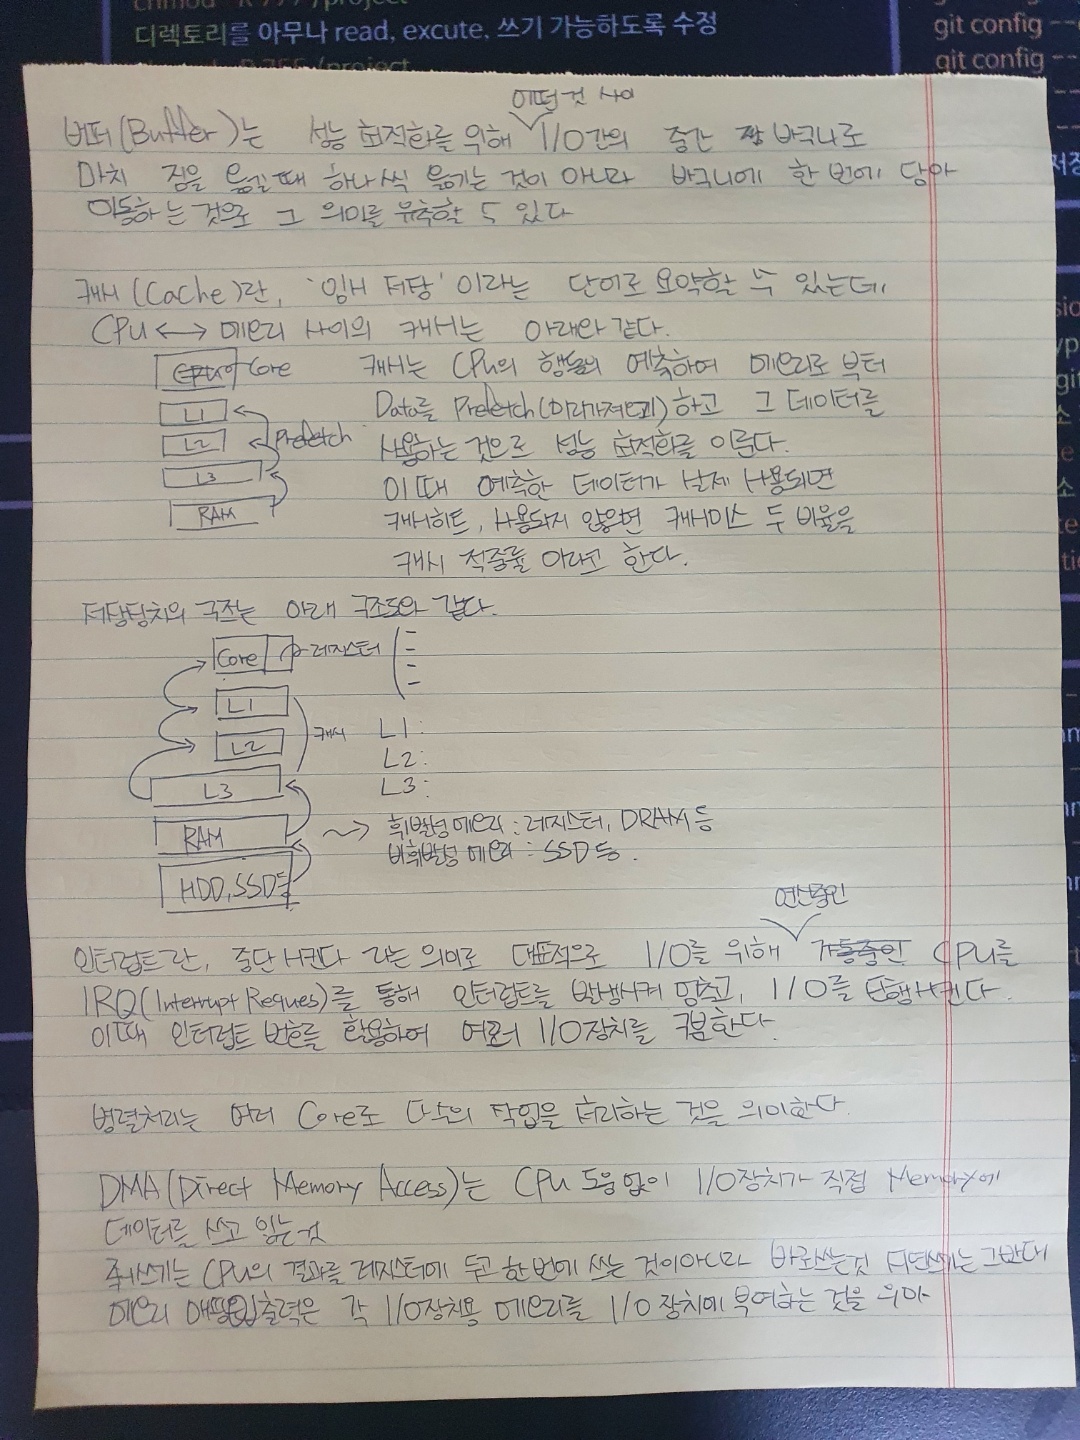 디렉토리를 아무나 read, excute. 쓰기 가능하도록 수정
git config --
git config --
어떤것 사이
버퍼(Buffer)는 성능 최적화를 위해 I/O간의 중간 바구니로
마치 짐을 옮길 때 하나씩 옮기는 것이 아니라 바구니에 한 번에 담아
이동하는 것으로 그 의미를 유추할 수 있다
캐시(Cache)란, '임시 저장' 이라는 단어로 요약할 수 있는데,
CPU ↔ 메모리 사이의 캐시는 아래와 같다.
Core
L1
L2
L3
RAM
Prefetch
캐시는 CPU의 행동을 예측하여 메모리로 부터
Data를 Prefetch(미리가져오기)하고 그 데이터를
사용하는 것으로 성능 최적화를 이룬다.
이 때 예측한 데이터가 실제 사용되면
캐시히트, 사용되지 않으면 캐시미스 두 비율을
캐시 적중률 이라고 한다.
저장장치의 구조는 아래 구조도와 같다.
Core → 레지스터
L1
L2
캐시
L3
RAM
HDD, SSD등
L1:
L2:
L3:
휘발성 메모리 : 레지스터, DRAM 등
비휘발성 메모리 : SSD 등.
연산중인
인터럽트란, 중단 시킨다 라는 의미로 대표적으로 I/O를 위해 가동중인 CPU를
IRQ(Interrupt Reques)를 통해 인터럽트를 발생시켜 멈추고, I/O를 실행시킨다.
이때 인터럽트 번호를 활용하여 여러 I/O장치를 구분한다.
병렬처리는 여러 Core로 다수의 작업을 처리하는 것을 의미한다.
DMA(Direct Memory Access)는 CPU 도움 없이 I/O장치가 직접 Memory에
데이터를 쓰고 읽는것
즉시쓰기는 CPU의 결과를 레지스터에 두고 한번에 쓰는 것이아니라 바로쓰는것 지연쓰기는 그반대
메모리 매핑 입출력은 각 I/O장치용 메모리를 I/O 장치에 부여하는 것을 의미